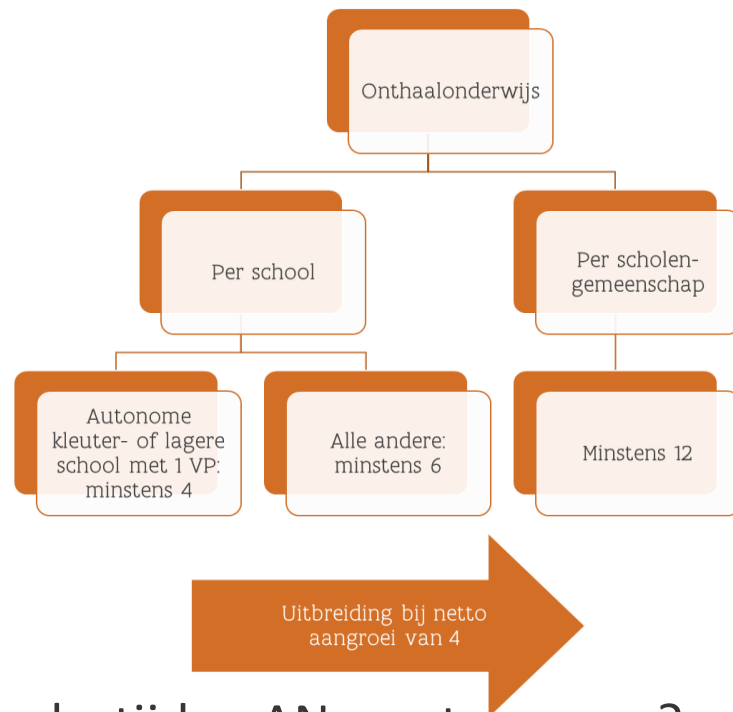 Onthaalonderwijs
Per school
Per scholen-
gemeenschap
Autonome
kleuter- of lagere
school met 1 VP:
minstens 4
Alle andere:
minstens 6
Minstens 12
Uitbreiding bij netto
aangroei van 4